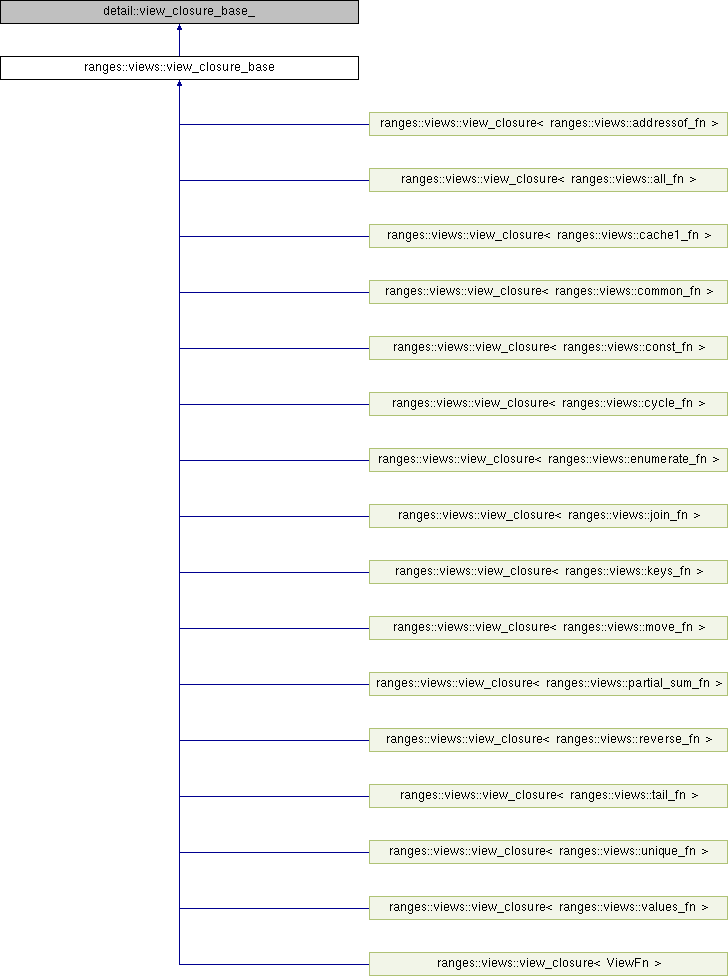 detail::view_closure_base_
ranges::views::view_closure_base
ranges::views::view_closure< ranges::views::addressof_fn >
ranges::views::view_closure< ranges::views::all_fn >
ranges::views::view_closure< ranges::views::cache1_fn >
ranges::views::view_closure< ranges::views::common_fn >
ranges::views::view_closure< ranges::views::const_fn >
ranges::views::view_closure< ranges::views::cycle_fn >
ranges::views::view_closure< ranges::views::enumerate_fn >
ranges::views::view_closure< ranges::views::join_fn >
ranges::views::view_closure< ranges::views::keys_fn >
ranges::views::view_closure< ranges::views::move_fn >
ranges::views::view_closure< ranges::views::partial_sum_fn >
ranges::views::view_closure< ranges::views::reverse_fn >
ranges::views::view_closure< ranges::views::tail_fn >
ranges::views::view_closure< ranges::views::unique_fn >
ranges::views::view_closure< ranges::views::values_fn >
ranges::views::view_closure< ViewFn >